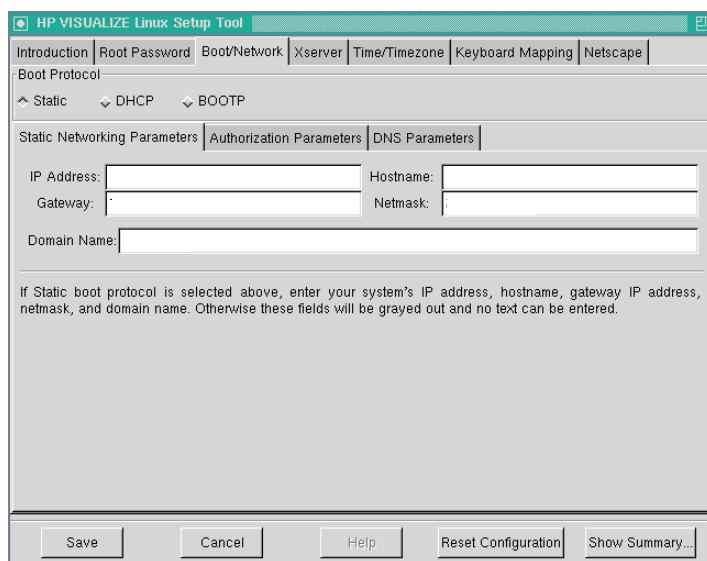 HP VISUALIZE Linux Setup Tool
Introduction Root Password Boot/Network Xserver Time/Timezone Keyboard Mapping Netscape
Boot Protocol
Static DHCP BOOTP
Static Networking Parameters Authorization Parameters DNS Parameters
IP Address: Hostname:
Gateway: Netmask:
Domain Name:
If Static boot protocol is selected above, enter your system's IP address, hostname, gateway IP address,
netmask, and domain name. Otherwise these fields will be grayed out and no text can be entered.
Save Cancel Help Reset Configuration Show Summary...